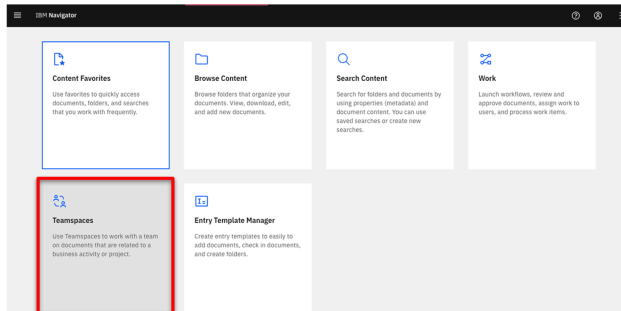 IBM Navigator
Content Favorites
Use favorites to quickly access
documents, folders, and searches
that you work with frequently.
Browse Content
Browse folders that organize your
documents. View, download, edit,
and add new documents.
Search Content
Search for folders and documents by
using properties (metadata) and
document content. You can use
saved searches or create new
searches.
Work
Launch workflows, review and
approve documents, assign work to
users, and process work items.
Teamspaces
Use Teamspaces to work with a team
on documents that are related to a
business activity or project.
Entry Template Manager
Create entry templates to easily to
add documents, check in documents,
and create folders.